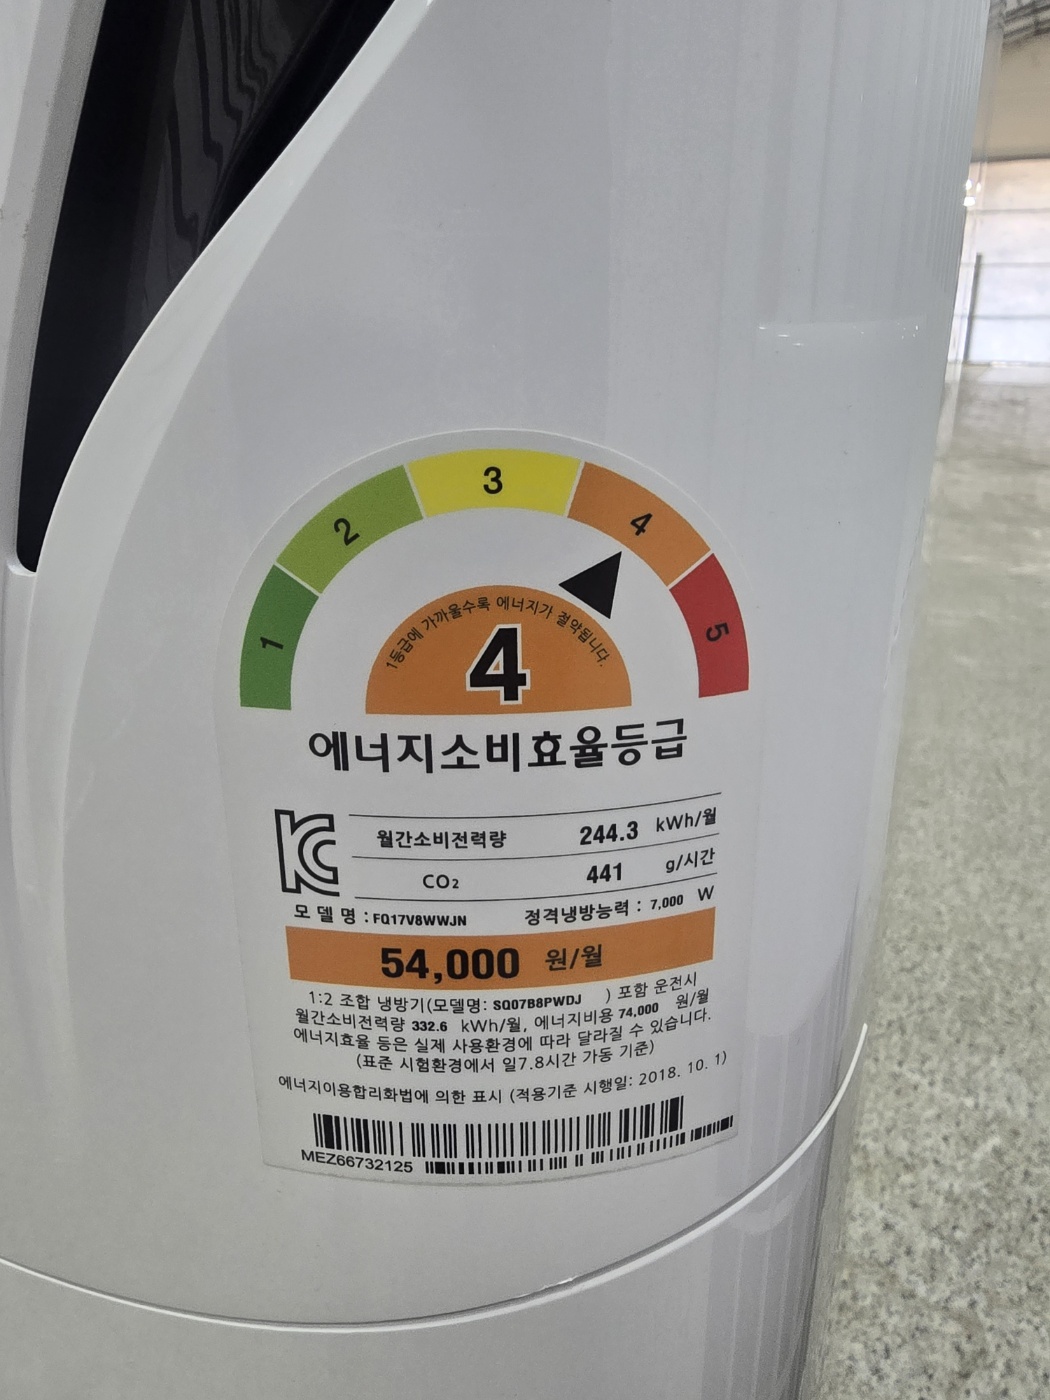 1
2
3
4
5
1등급에 가까울수록 에너지가 절약됩니다.
4
에너지소비효율등급
월간소비전력량 244.3 kWh/월
CO₂ 441 g/시간
모 델 명 : FQ17V8WWJN 정격냉방능력 : 7,000 W
54,000 원/월
1:2 조합 냉방기(모델명: SQ07B8PWDJ ) 포함 운전시
월간소비전력량 332.6 kWh/월, 에너지비용 74,000 원/월
에너지효율 등은 실제 사용환경에 따라 달라질 수 있습니다.
(표준 시험환경에서 일7.8시간 가동 기준)
에너지이용합리화법에 의한 표시 (적용기준 시행일: 2018. 10. 1)
MEZ66732125